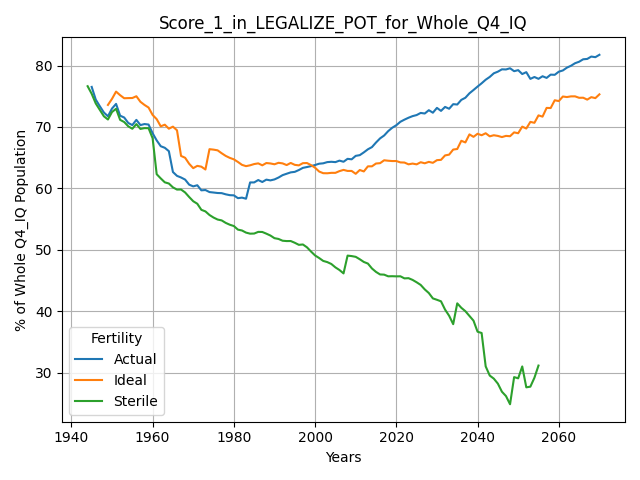 Score_1_in_LEGALIZE_POT_for_Whole_Q4_IQ
% of Whole Q4_IQ Population
80
70
60
50
40
30
Fertility
Actual
Ideal
Sterile
1940 1960 1980 2000 2020 2040 2060
Years